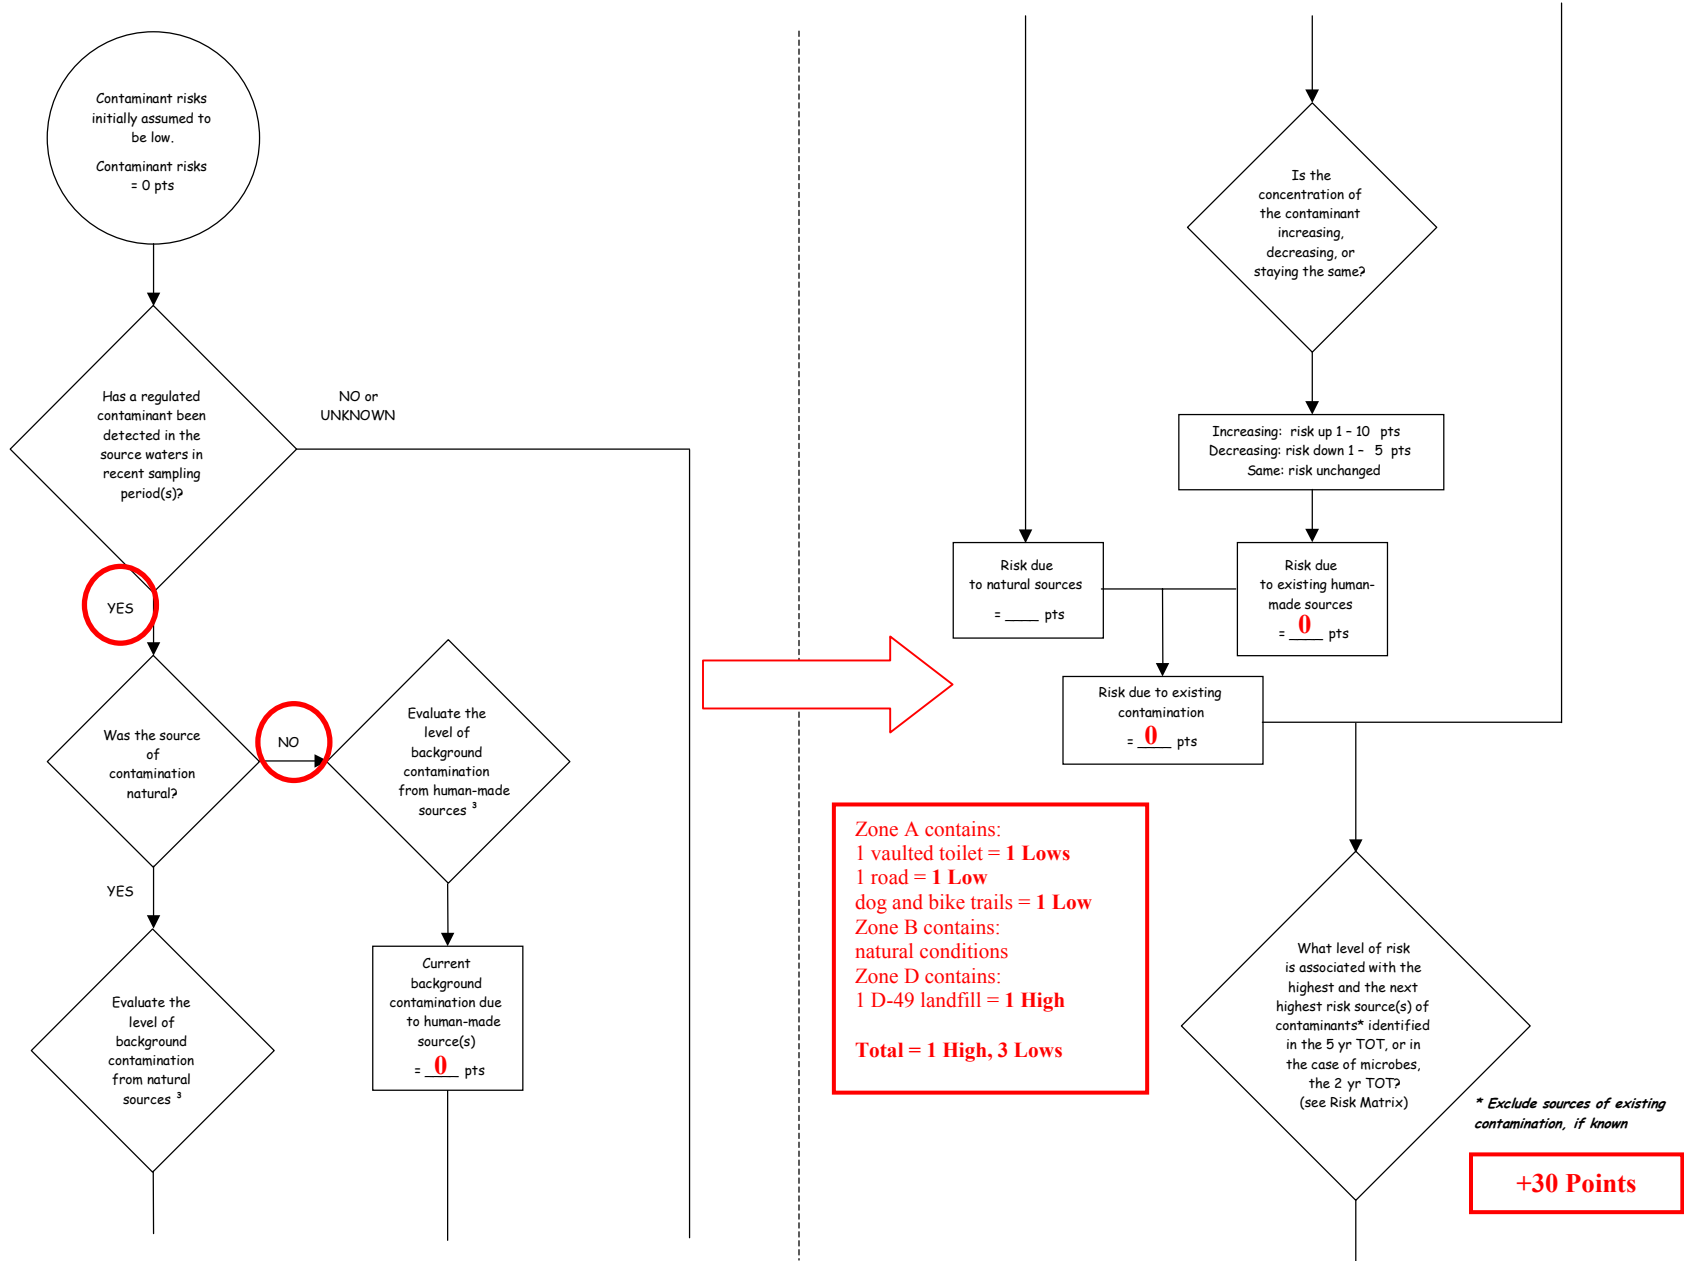 Contaminant risks
initially assumed to
be low.
Contaminant risks
= 0 pts
Has a regulated
contaminant been
detected in the
source waters in
recent sampling
period(s)?
NO or
UNKNOWN
YES
Was the source
of
contamination
natural?
NO
Evaluate the
level of
background
contamination
from human-made
sources ³
YES
Evaluate the
level of
background
contamination
from natural
sources ³
Current
background
contamination due
to human-made
source(s)
= 0 pts
Is the
concentration of
the contaminant
increasing,
decreasing, or
staying the same?
Increasing: risk up 1 – 10 pts
Decreasing: risk down 1 – 5 pts
Same: risk unchanged
Risk due
to natural sources
= ____ pts
Risk due
to existing human-
made sources
= 0 pts
Risk due to existing
contamination
= 0 pts
Zone A contains:
1 vaulted toilet = 1 Lows
1 road = 1 Low
dog and bike trails = 1 Low
Zone B contains:
natural conditions
Zone D contains:
1 D-49 landfill = 1 High
Total = 1 High, 3 Lows
What level of risk
is associated with the
highest and the next
highest risk source(s) of
contaminants* identified
in the 5 yr TOT, or in
the case of microbes,
the 2 yr TOT?
(see Risk Matrix)
* Exclude sources of existing
contamination, if known
+30 Points